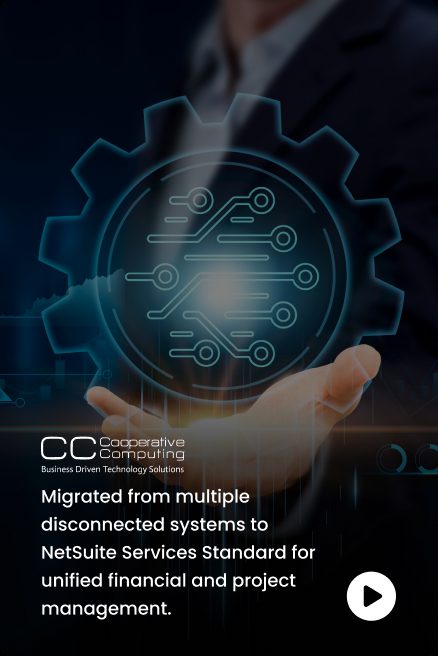 CC Cooperative
Computing
Business Driven Technology Solutions
Migrated from multiple
disconnected systems to
NetSuite Services Standard for
unified financial and project
management.